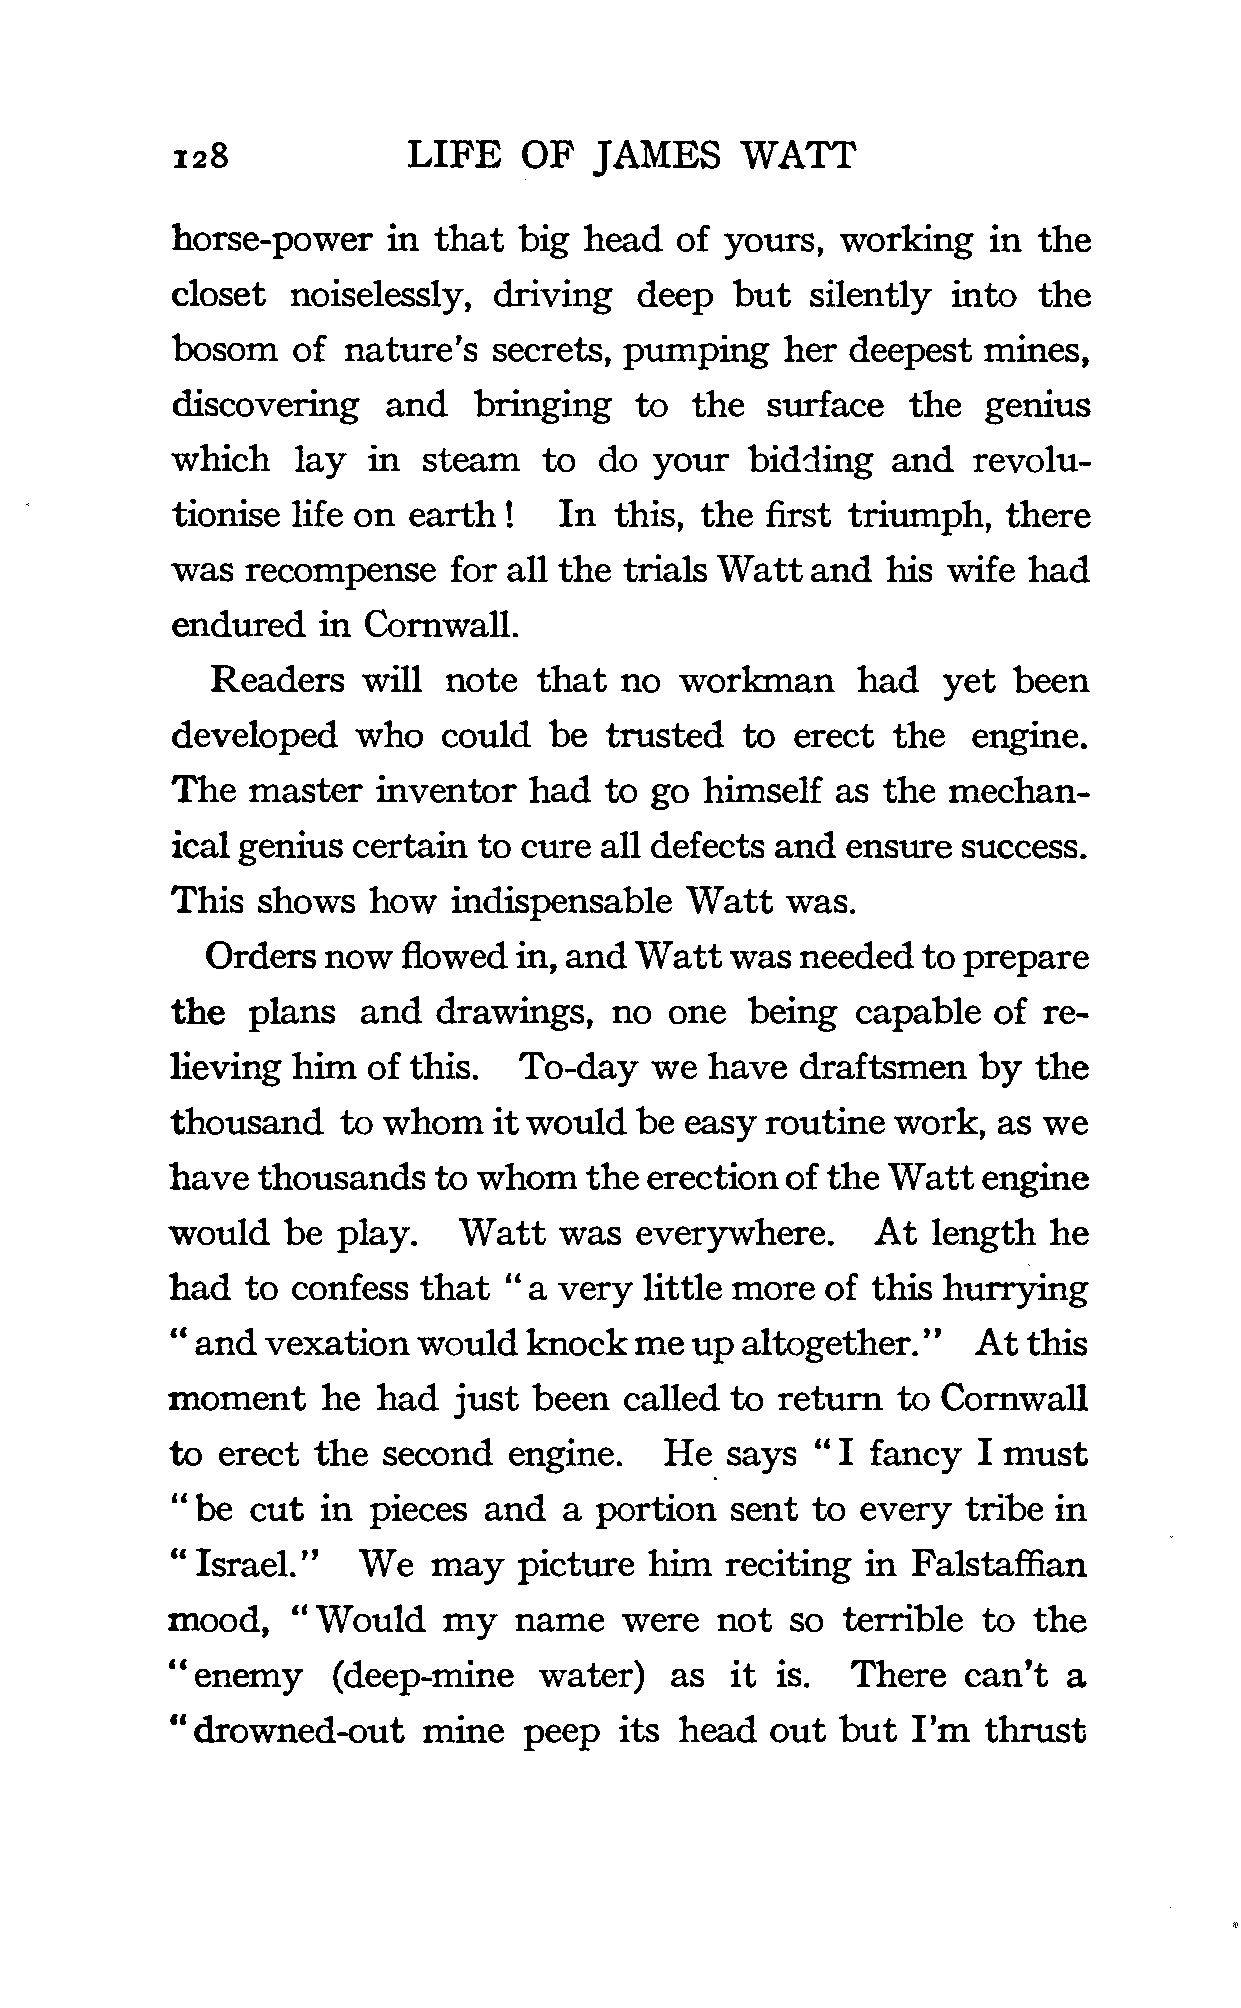 128 LIFE OF JAMES WATT
horse-power in that big head of yours, working in the
closet noiselessly, driving deep but silently into the
bosom of nature's secrets, pumping her deepest mines,
discovering and bringing to the surface the genius
which lay in steam to do your bidding and revolu-
tionise life on earth! In this, the first triumph, there
was recompense for all the trials Watt and his wife had
endured in Cornwall.
Readers will note that no workman had yet been
developed who could be trusted to erect the engine.
The master inventor had to go himself as the mechan-
ical genius certain to cure all defects and ensure success.
This shows how indispensable Watt was.
Orders now flowed in, and Watt was needed to prepare
the plans and drawings, no one being capable of re-
lieving him of this. To-day we have draftsmen by the
thousand to whom it would be easy routine work, as we
have thousands to whom the erection of the Watt engine
would be play. Watt was everywhere. At length he
had to confess that "a very little more of this hurrying
"and vexation would knock me up altogether." At this
moment he had just been called to return to Cornwall
to erect the second engine. He says "I fancy I must
"be cut in pieces and a portion sent to every tribe in
"Israel." We may picture him reciting in Falstaffian
mood, "Would my name were not so terrible to the
"enemy (deep-mine water) as it is. There can't a
"drowned-out mine peep its head out but I'm thrust